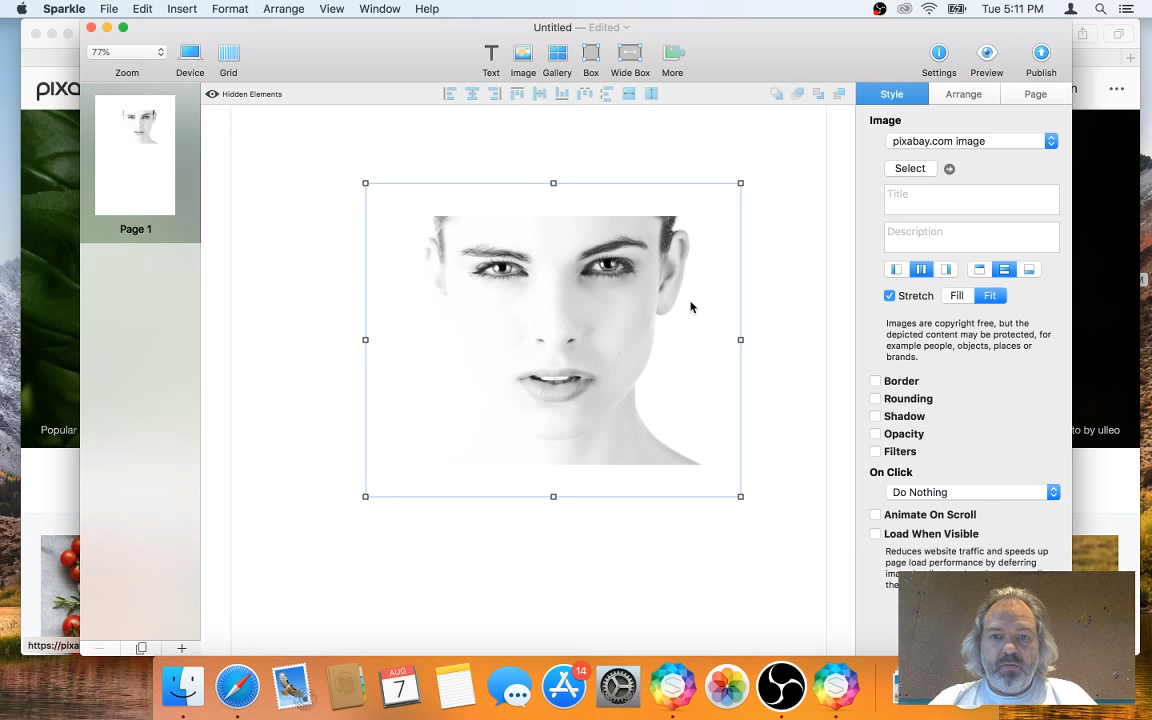 Sparkle File Edit Insert Format Arrange View Window Help Tue 5:11 PM
Untitled — Edited
77%
Zoom Device Grid Text Image Gallery Box Wide Box More Settings Preview Publish
Hidden Elements
Style Arrange Page
Page 1
Image
pixabay.com image
Select
Title
Description
Stretch Fill Fit
Images are copyright free, but the
depicted content may be protected, for
example people, objects, places or
brands.
Border
Rounding
Shadow
Opacity
Filters
On Click
Do Nothing
Animate On Scroll
Load When Visible
Reduces website traffic and speeds up
page load performance by deferring
Popular
to by ulleo
https://pixa
AUG
7
14